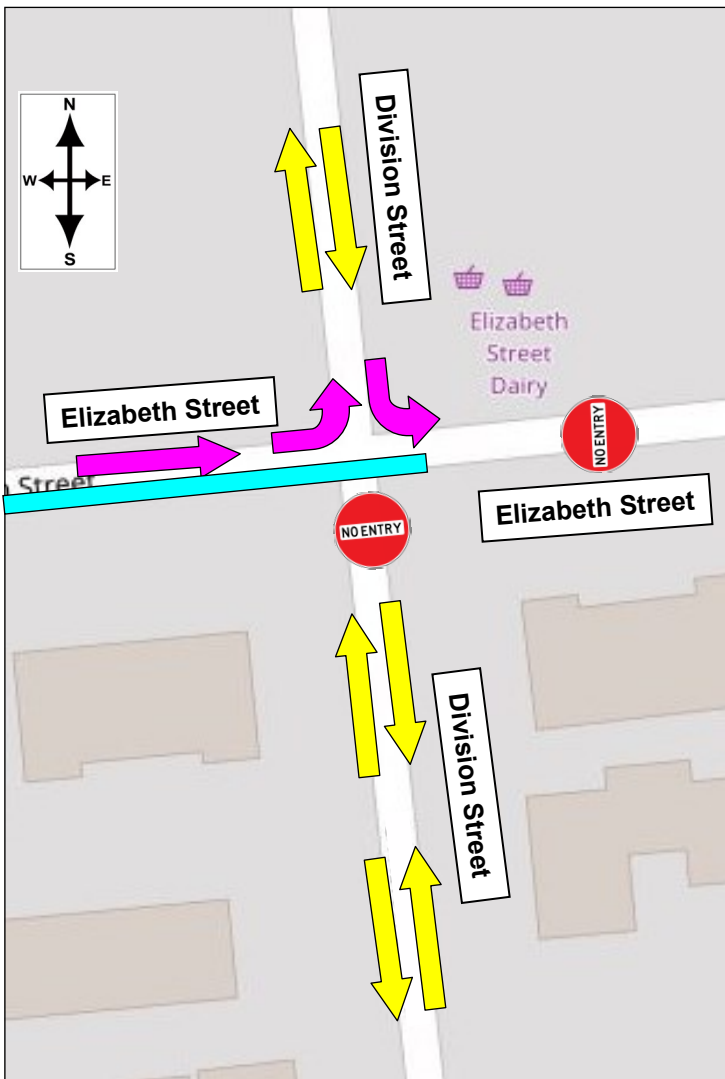 N
W E
S
Division Street
Elizabeth
Street
Dairy
Elizabeth Street
NO ENTRY
Street
Elizabeth Street
NO ENTRY
Division Street